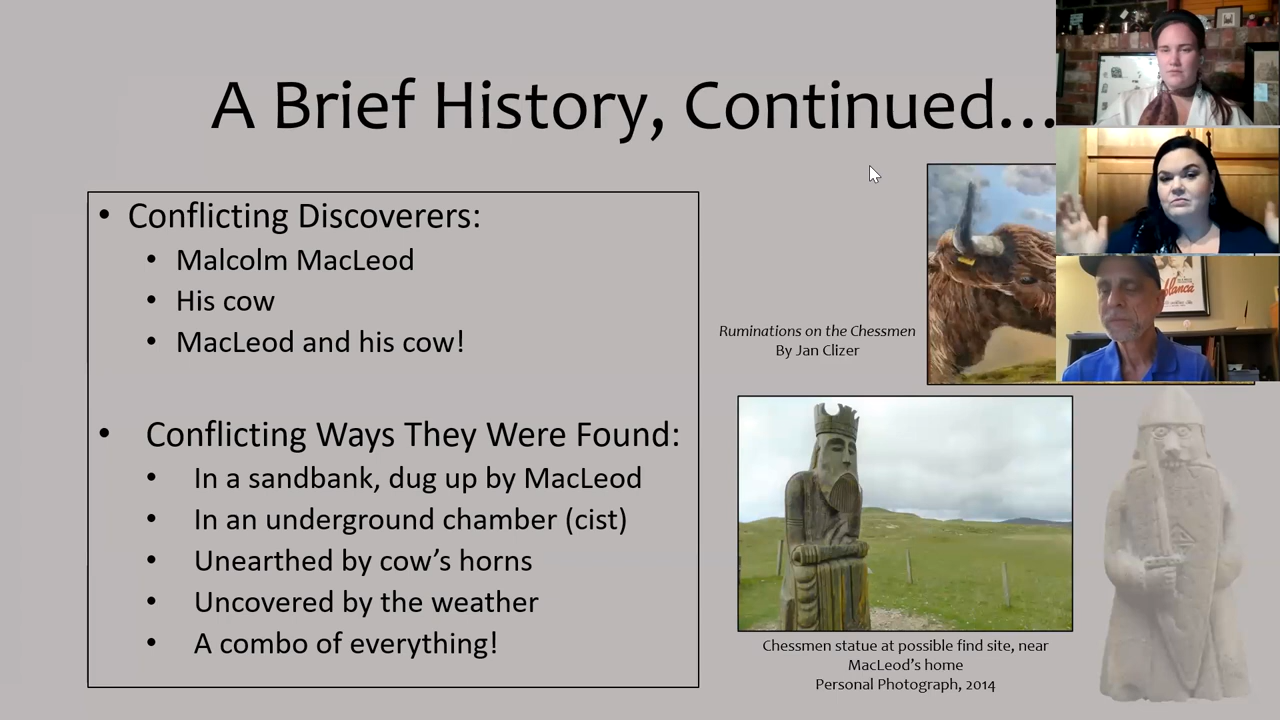 A Brief History, Continued...
• Conflicting Discoverers:
• Malcolm MacLeod
• His cow
• MacLeod and his cow!
• Conflicting Ways They Were Found:
• In a sandbank, dug up by MacLeod
• In an underground chamber (cist)
• Unearthed by cow’s horns
• Uncovered by the weather
• A combo of everything!
Ruminations on the Chessmen
By Jan Clizer
Chessmen statue at possible find site, near
MacLeod’s home
Personal Photograph, 2014
ablanca